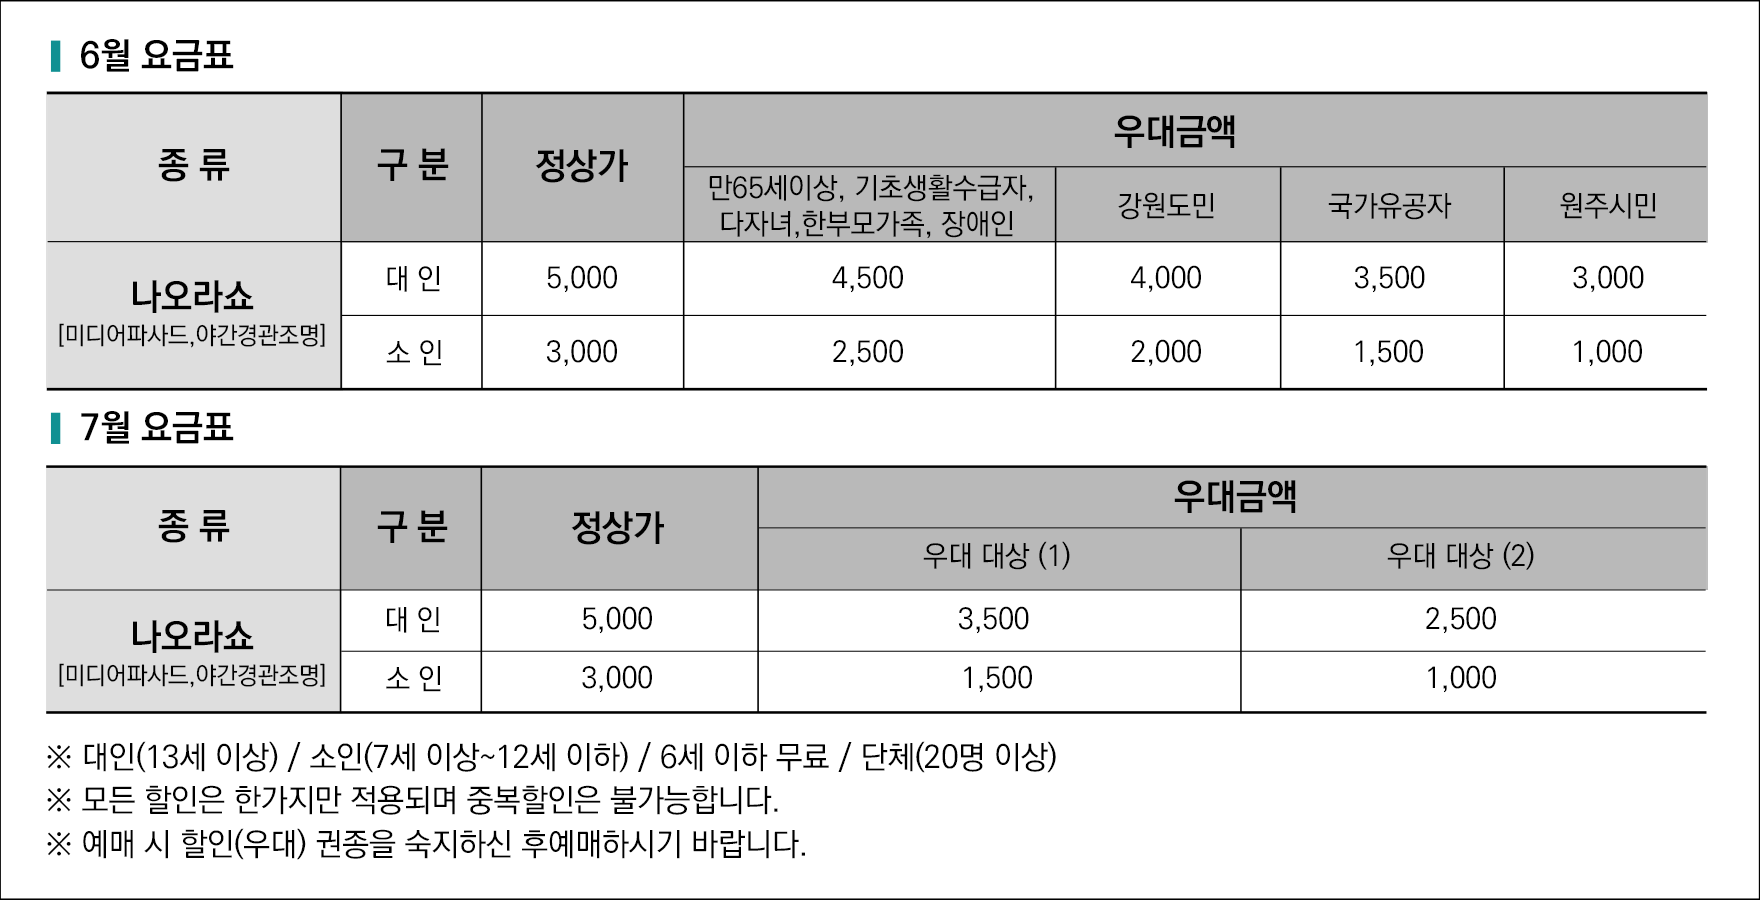 6월 요금표
종 류 구 분 정상가 우대금액
만65세이상, 기초생활수급자,
다자녀,한부모가족, 장애인 강원도민 국가유공자 원주시민
나오라쇼
[미디어파사드,야간경관조명]
대 인 5,000 4,500 4,000 3,500 3,000
소 인 3,000 2,500 2,000 1,500 1,000
7월 요금표
종 류 구 분 정상가 우대금액
우대 대상 (1) 우대 대상 (2)
나오라쇼
[미디어파사드,야간경관조명]
대 인 5,000 3,500 2,500
소 인 3,000 1,500 1,000
※ 대인(13세 이상) / 소인(7세 이상~12세 이하) / 6세 이하 무료 / 단체(20명 이상)
※ 모든 할인은 한가지만 적용되며 중복할인은 불가능합니다.
※ 예매 시 할인(우대) 권종을 숙지하신 후예매하시기 바랍니다.